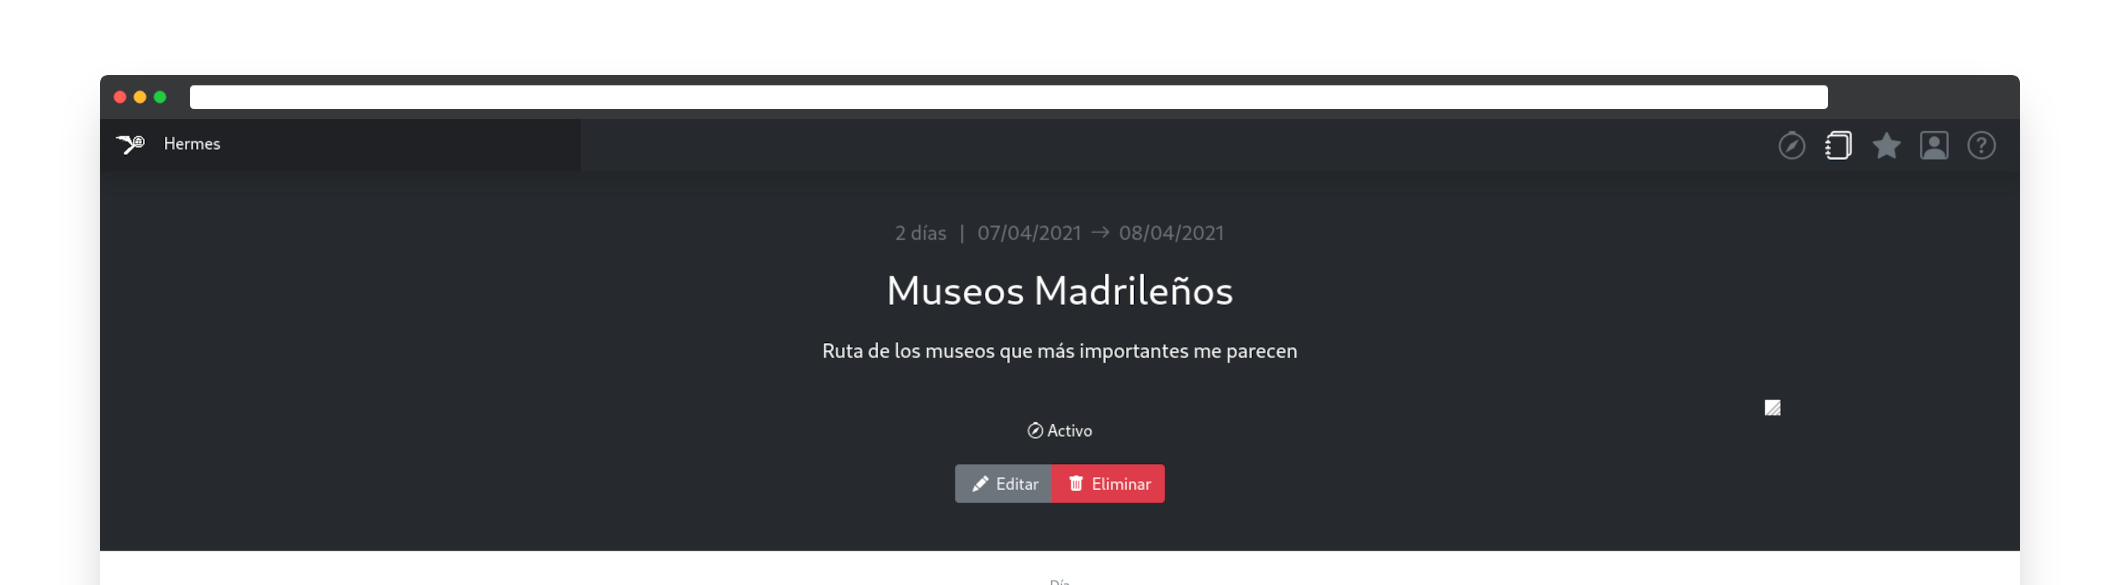 Hermes
2 días | 07/04/2021 → 08/04/2021
Museos Madrileños
Ruta de los museos que más importantes me parecen
Activo
Editar Eliminar
Día